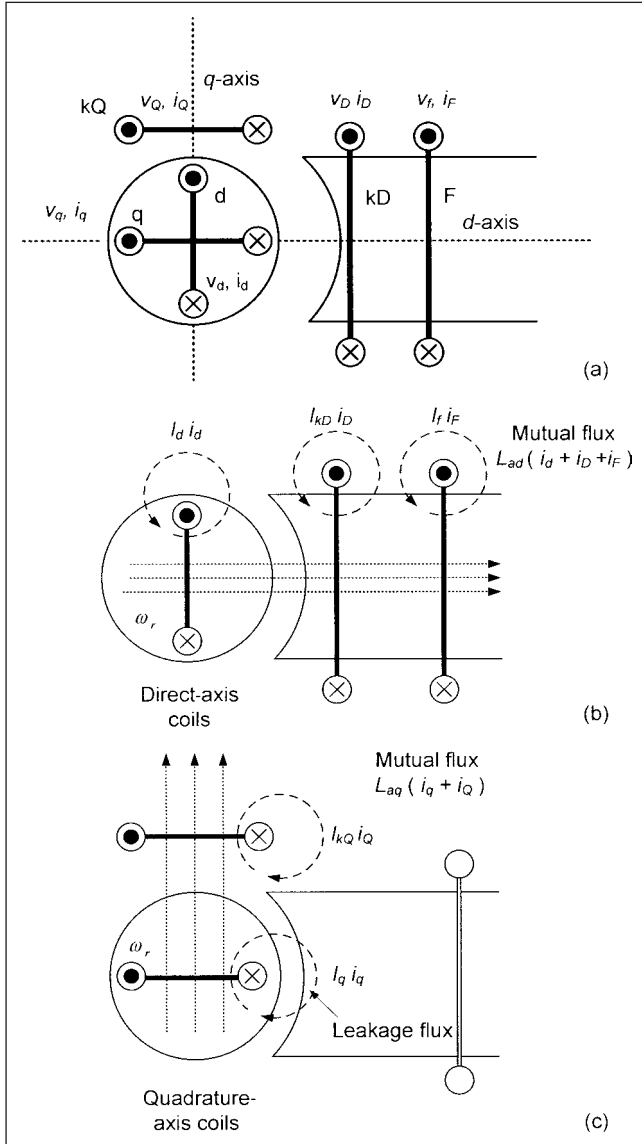 q-axis
v_Q, i_Q
v_D i_D
v_f, i_F
kQ
d
kD
F
v_q, i_q
q
d-axis
v_d, i_d
(a)
l_d i_d
l_kD i_D
l_f i_F
Mutual flux
L_ad ( i_d + i_D +i_F )
ω_r
Direct-axis
coils
(b)
Mutual flux
L_aq ( i_q + i_Q )
l_kQ i_Q
ω_r
l_q i_q
Leakage flux
Quadrature-
axis coils
(c)